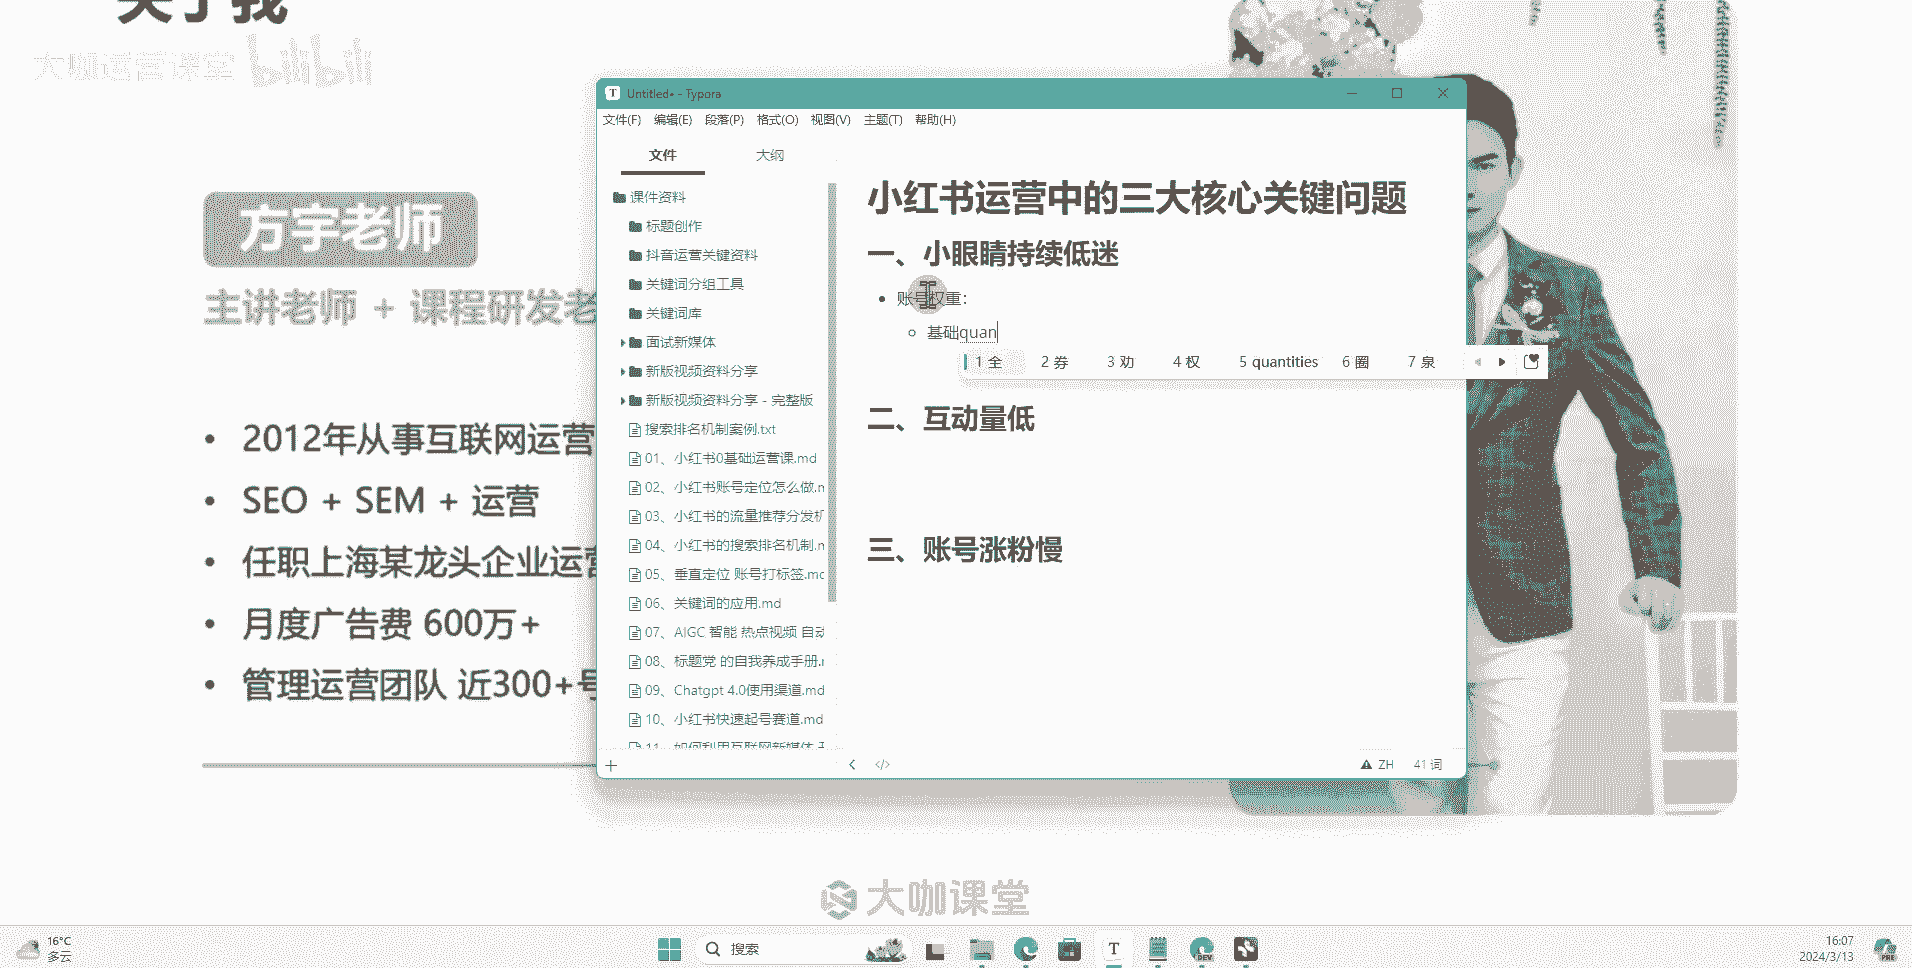 关于我
大咖运营课堂 bilibili
方宇老师
主讲老师 + 课程研发老
2012年从事互联网运营
SEO + SEM + 运营
任职上海某龙头企业运营
月度广告费 600万+
管理运营团队 近300+号
Untitled• - Typora
文件(F) 编辑(E) 段落(P) 格式(O) 视图(V) 主题(T) 帮助(H)
文件 大纲
课件资料
标题创作
抖音运营关键资料
关键词分组工具
关键词库
面试新媒体
新版视频资料分享
新版视频资料分享 - 完整版
搜索排名机制案例.txt
01、小红书0基础运营课.md
02、小红书账号定位怎么做.m
03、小红书的流量推荐分发机
04、小红书的搜索排名机制.m
05、垂直定位 账号打标签.mc
06、关键词的应用.md
07、AIGC 智能 热点视频 自动
08、标题党 的自我养成手册.r
09、Chatgpt 4.0使用渠道.md
10、小红书快速起号赛道.md
11、如何利用互联网新媒体
小红书运营中的三大核心关键问题
一、小眼睛持续低迷
账号权重：
基础quan
1 全 2 券 3 劝 4 权 5 quantities 6 圈 7 泉
二、互动量低
三、账号涨粉慢
ZH 41 词
大咖课堂
16°C
多云
搜索
T
DEV
16:07
2024/3/13
PRE